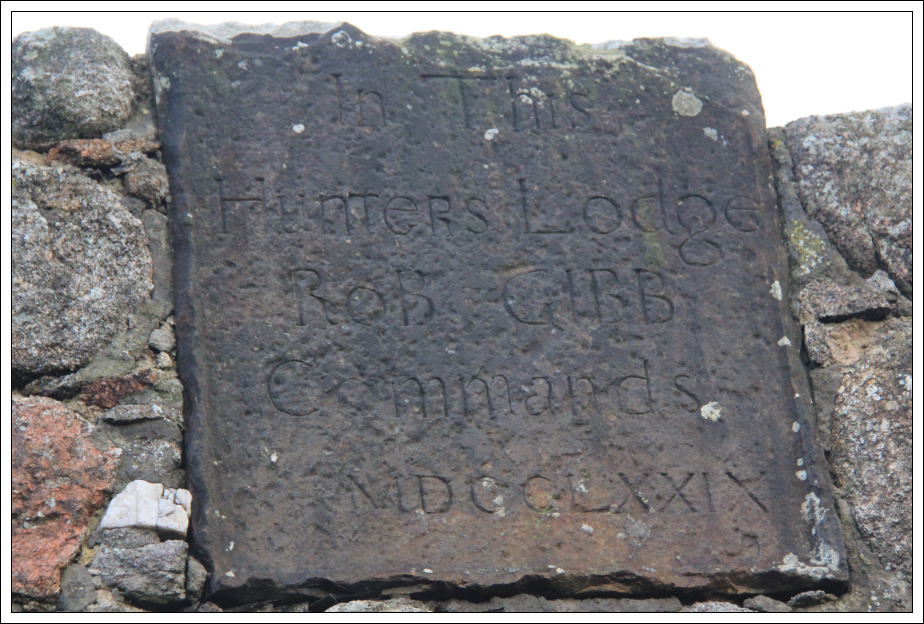 In This
Hunters Lodge
ROB GIBB
Commands
MDCCLXXIX